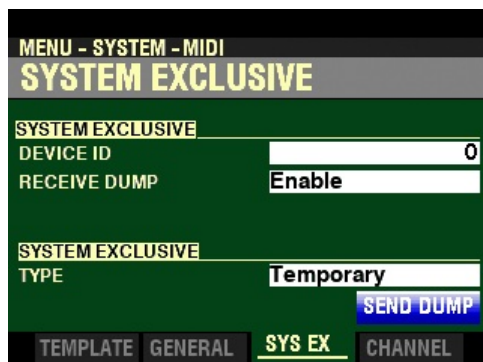 MENU - SYSTEM - MIDI
SYSTEM EXCLUSIVE
SYSTEM EXCLUSIVE
DEVICE ID 0
RECEIVE DUMP Enable
SYSTEM EXCLUSIVE
TYPE Temporary
SEND DUMP
TEMPLATE GENERAL SYS EX CHANNEL